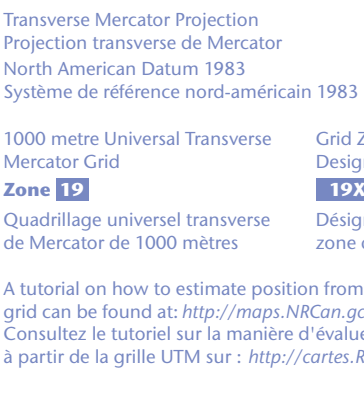 Transverse Mercator Projection
Projection transverse de Mercator
North American Datum 1983
Système de référence nord-américain 1983
1000 metre Universal Transverse
Mercator Grid
Zone 19
Quadrillage universel transverse
de Mercator de 1000 mètres
Grid
19X
zone
A tutorial on how to estimate position from
grid can be found at: http://maps.NRCan.gc
Consultez le tutoriel sur la manière d'évalue
à partir de la grille UTM sur : http://cartes.R